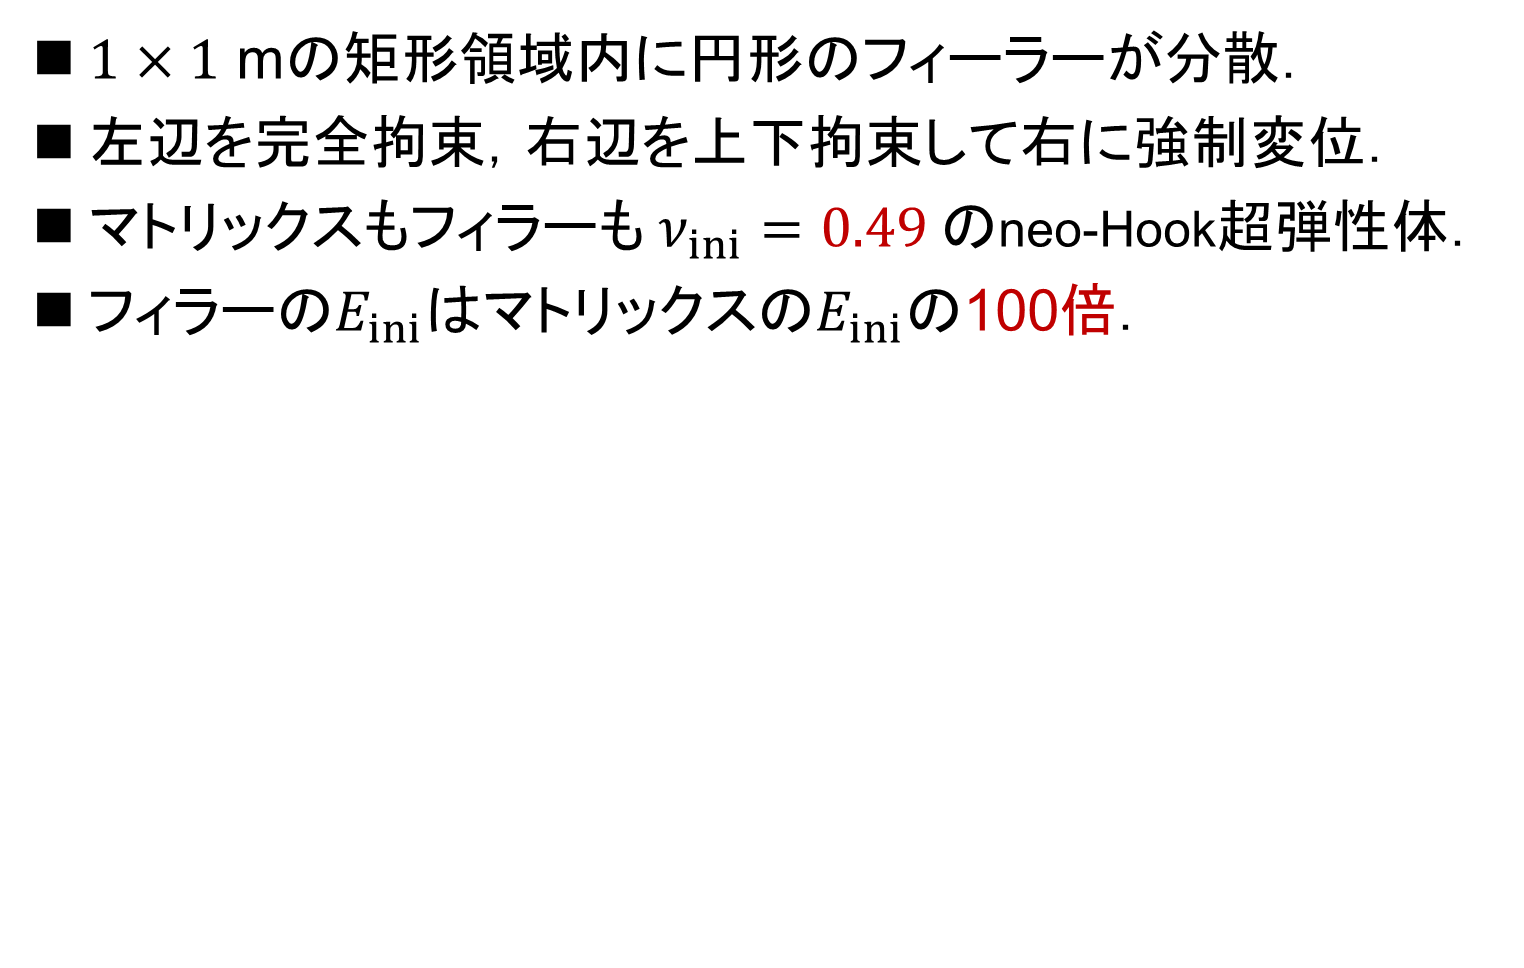 ■ 1 × 1 mの矩形領域内に円形のフィーラーが分散.
■ 左辺を完全拘束，右辺を上下拘束して右に強制変位.
■ マトリックスもフィラーも νini = 0.49 のneo-Hook超弾性体.
■ フィラーのEiniはマトリックスのEiniの100倍.